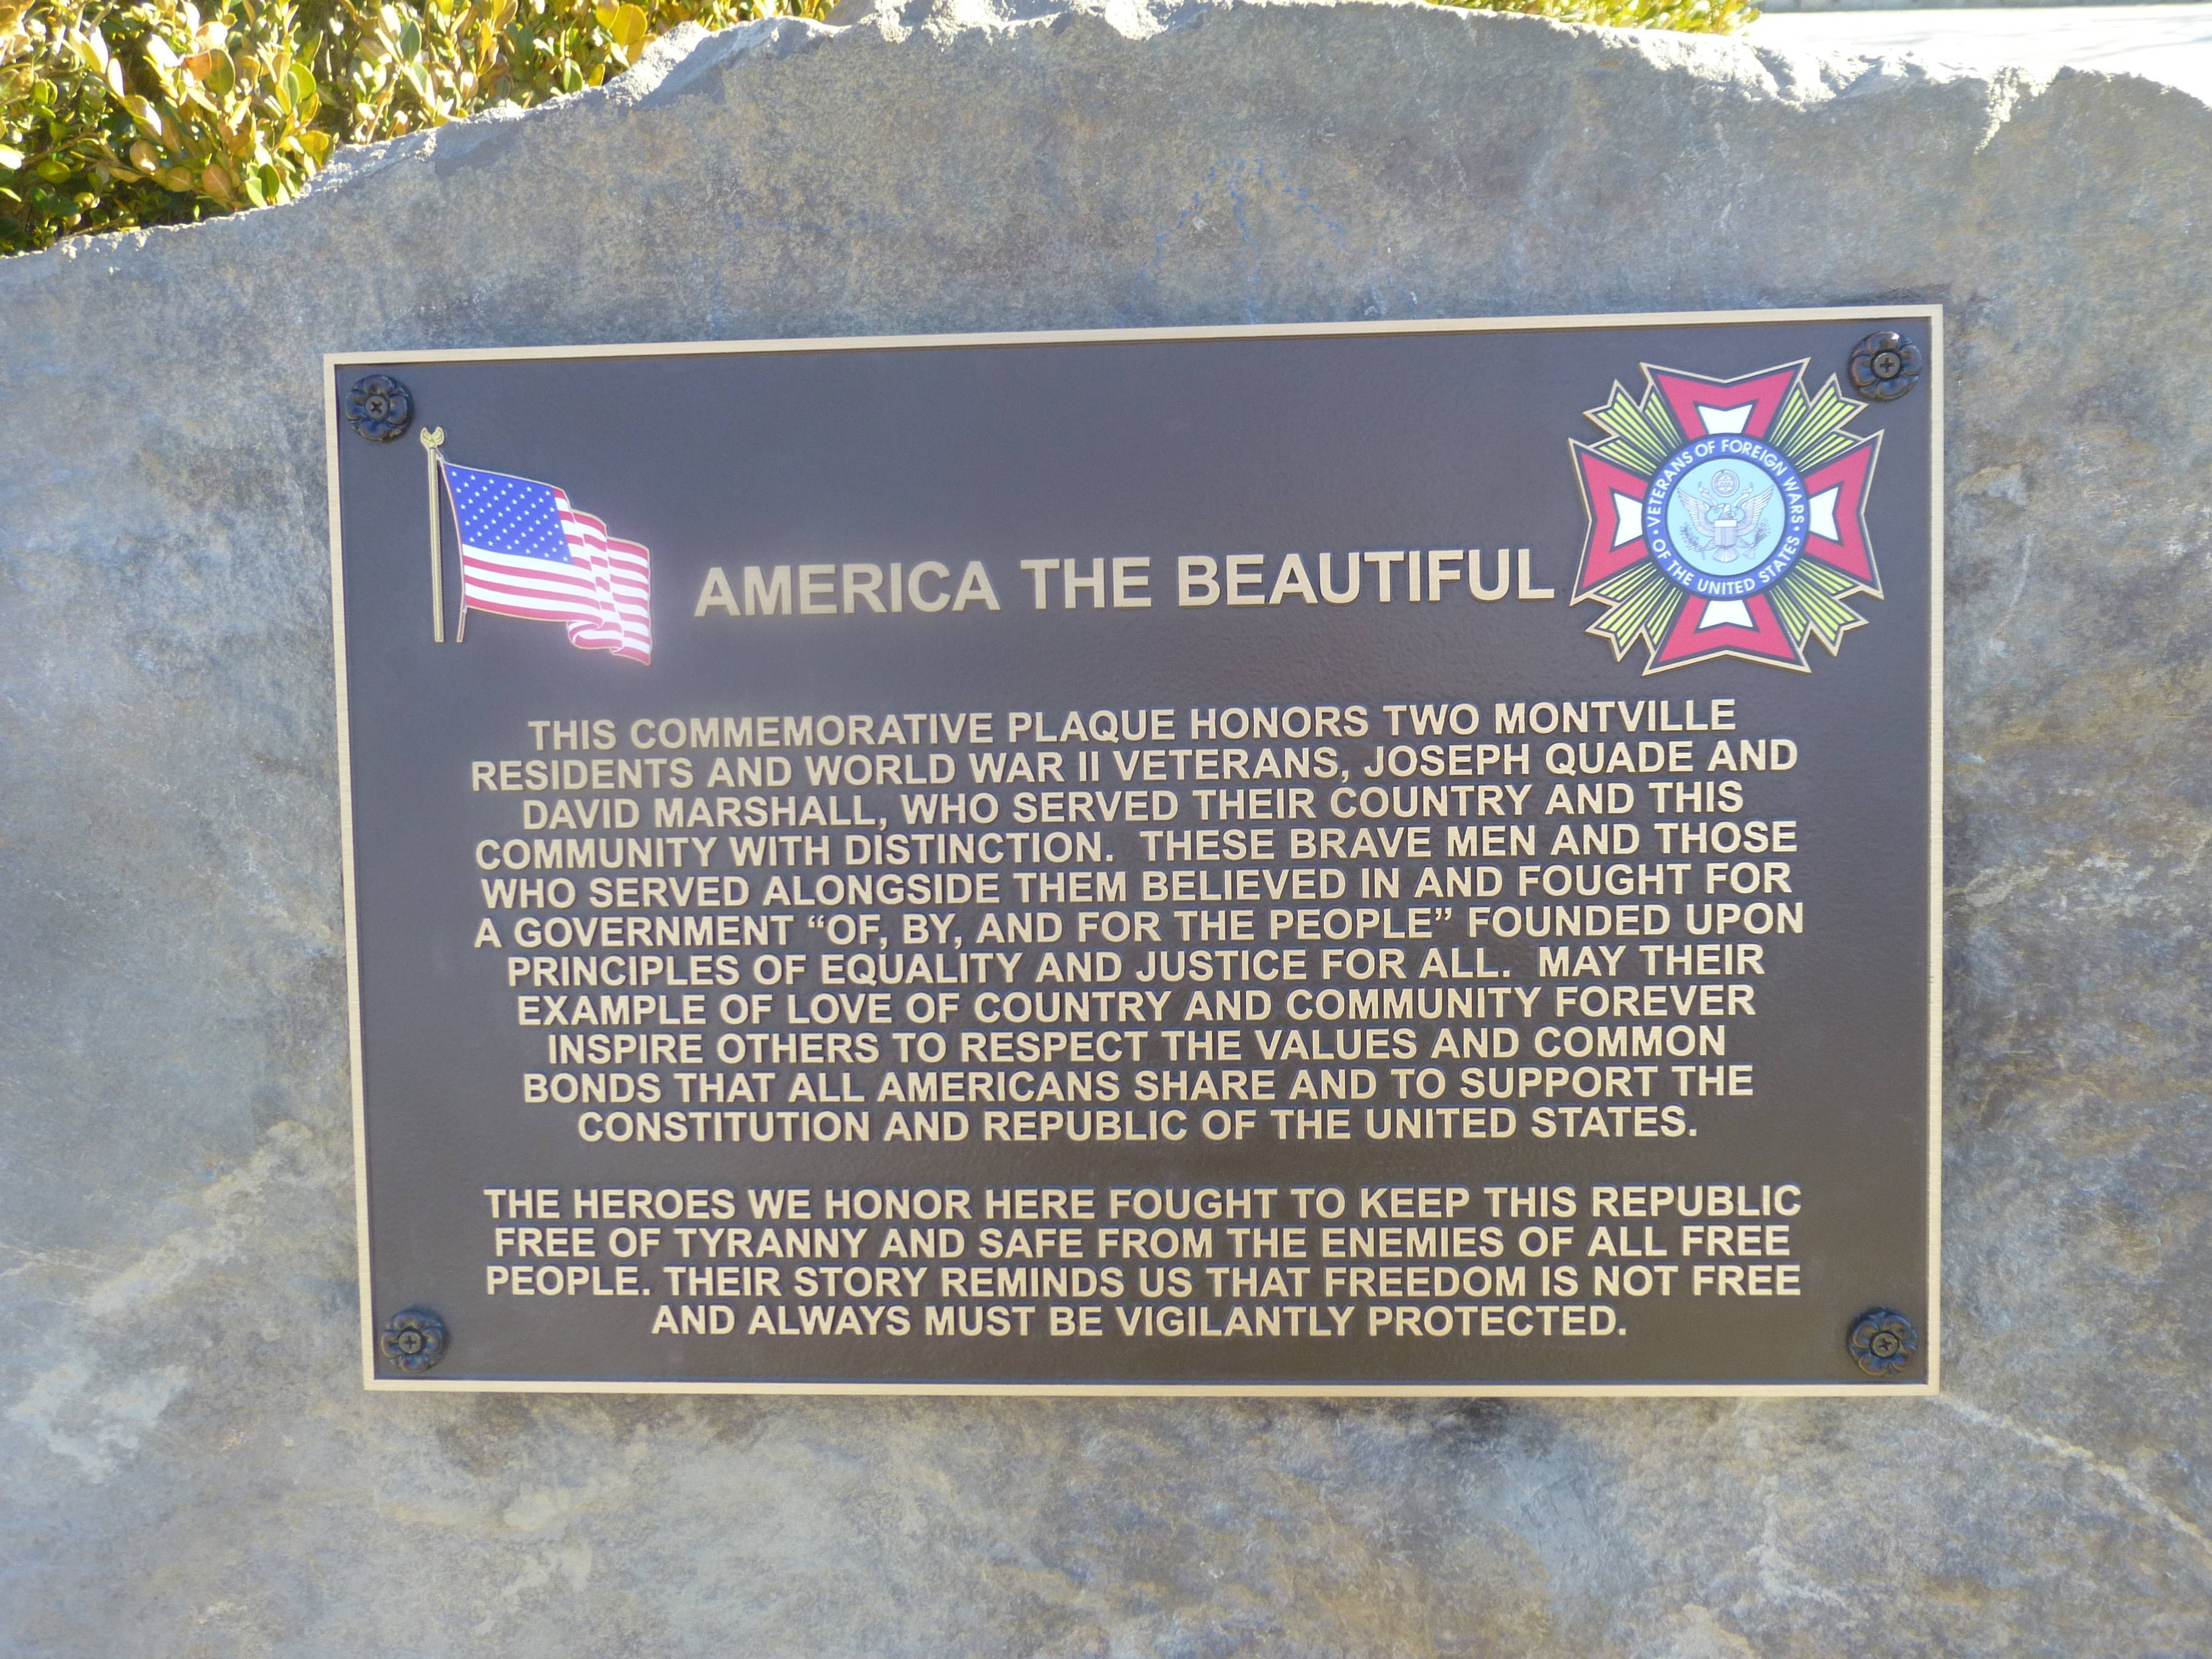 AMERICA THE BEAUTIFUL
VETERANS OF FOREIGN WARS
OF THE UNITED STATES
THIS COMMEMORATIVE PLAQUE HONORS TWO MONTVILLE
RESIDENTS AND WORLD WAR II VETERANS, JOSEPH QUADE AND
DAVID MARSHALL, WHO SERVED THEIR COUNTRY AND THIS
COMMUNITY WITH DISTINCTION. THESE BRAVE MEN AND THOSE
WHO SERVED ALONGSIDE THEM BELIEVED IN AND FOUGHT FOR
A GOVERNMENT “OF, BY, AND FOR THE PEOPLE” FOUNDED UPON
PRINCIPLES OF EQUALITY AND JUSTICE FOR ALL. MAY THEIR
EXAMPLE OF LOVE OF COUNTRY AND COMMUNITY FOREVER
INSPIRE OTHERS TO RESPECT THE VALUES AND COMMON
BONDS THAT ALL AMERICANS SHARE AND TO SUPPORT THE
CONSTITUTION AND REPUBLIC OF THE UNITED STATES.
THE HEROES WE HONOR HERE FOUGHT TO KEEP THIS REPUBLIC
FREE OF TYRANNY AND SAFE FROM THE ENEMIES OF ALL FREE
PEOPLE. THEIR STORY REMINDS US THAT FREEDOM IS NOT FREE
AND ALWAYS MUST BE VIGILANTLY PROTECTED.